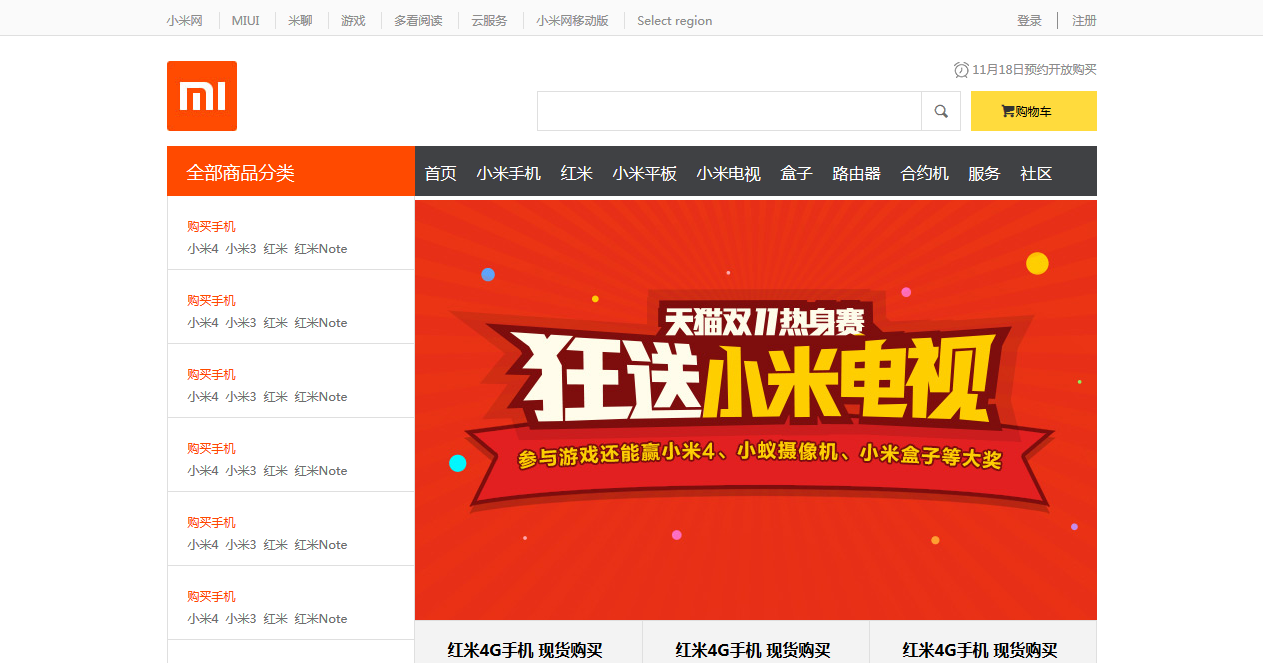 小米网 MIUI 米聊 游戏 多看阅读 云服务 小米网移动版 Select region 登录 注册
mi
11月18日预约开放购买
购物车
全部商品分类 首页 小米手机 红米 小米平板 小米电视 盒子 路由器 合约机 服务 社区
购买手机
小米4 小米3 红米 红米Note
购买手机
小米4 小米3 红米 红米Note
购买手机
小米4 小米3 红米 红米Note
购买手机
小米4 小米3 红米 红米Note
购买手机
小米4 小米3 红米 红米Note
购买手机
小米4 小米3 红米 红米Note
天猫双11热身赛
狂送小米电视
参与游戏还能赢小米4、小蚁摄像机、小米盒子等大奖
红米4G手机 现货购买 红米4G手机 现货购买 红米4G手机 现货购买